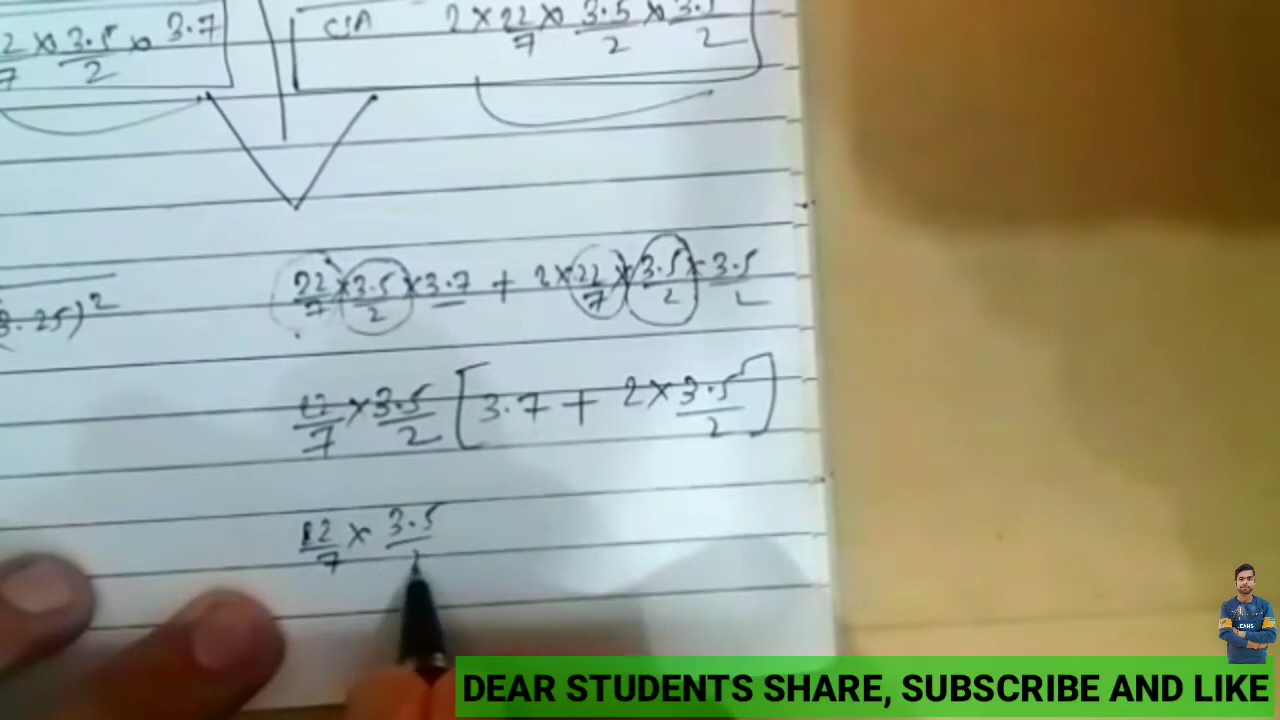 2 × 3.5 × 3.7
7 2
CSA 2 × 22 × 3.5 × 3.5
7 2 2
3.25)²
22/7 × 3.5/2 × 3.7 + 2 × 22/7 × 3.5/2 × 3.5/2
22/7 × 3.5/2 [3.7 + 2 × 3.5/2]
22/7 × 3.5
DEAR STUDENTS SHARE, SUBSCRIBE AND LIKE